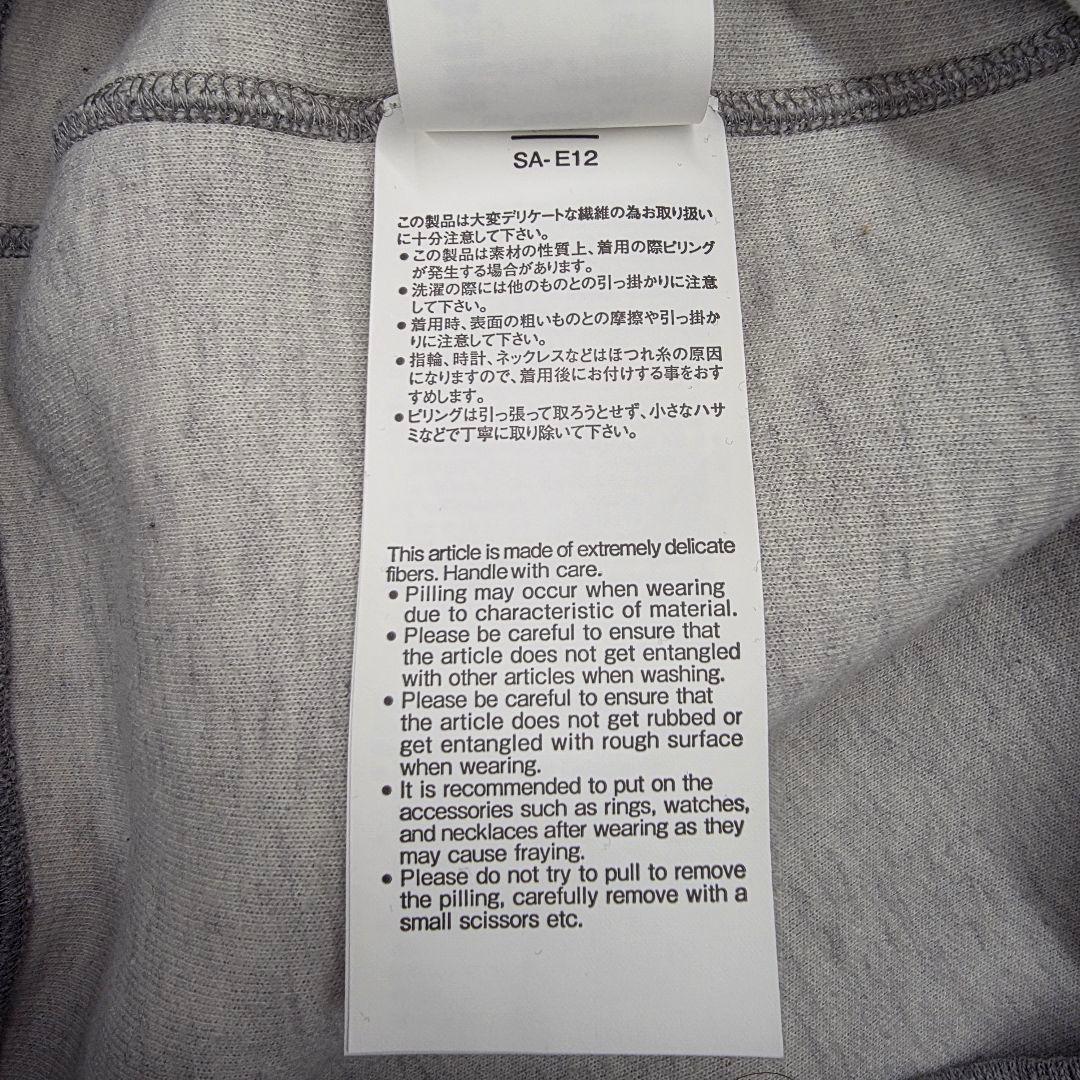 SA-E12
この製品は大変デリケートな繊維の為お取り扱い
に十分注意して下さい。
●この製品は素材の性質上、着用の際ピリング
が発生する場合があります。
●洗濯の際には他のものとの引っ掛かりに注意
して下さい。
●着用時、表面の粗いものとの摩擦や引っ掛か
りに注意して下さい。
●指輪、時計、ネックレスなどはほつれ糸の原因
になりますので、着用後にお付けする事をおす
すめします。
●ピリングは引っ張って取ろうとせず、小さなハサ
ミなどで丁寧に取り除いて下さい。
This article is made of extremely delicate
fibers. Handle with care.
● Pilling may occur when wearing
due to characteristic of material.
● Please be careful to ensure that
the article does not get entangled
with other articles when washing.
● Please be careful to ensure that
the article does not get rubbed or
get entangled with rough surface
when wearing.
● It is recommended to put on the
accessories such as rings, watches,
and necklaces after wearing as they
may cause fraying.
● Please do not try to pull to remove
the pilling, carefully remove with a
small scissors etc.